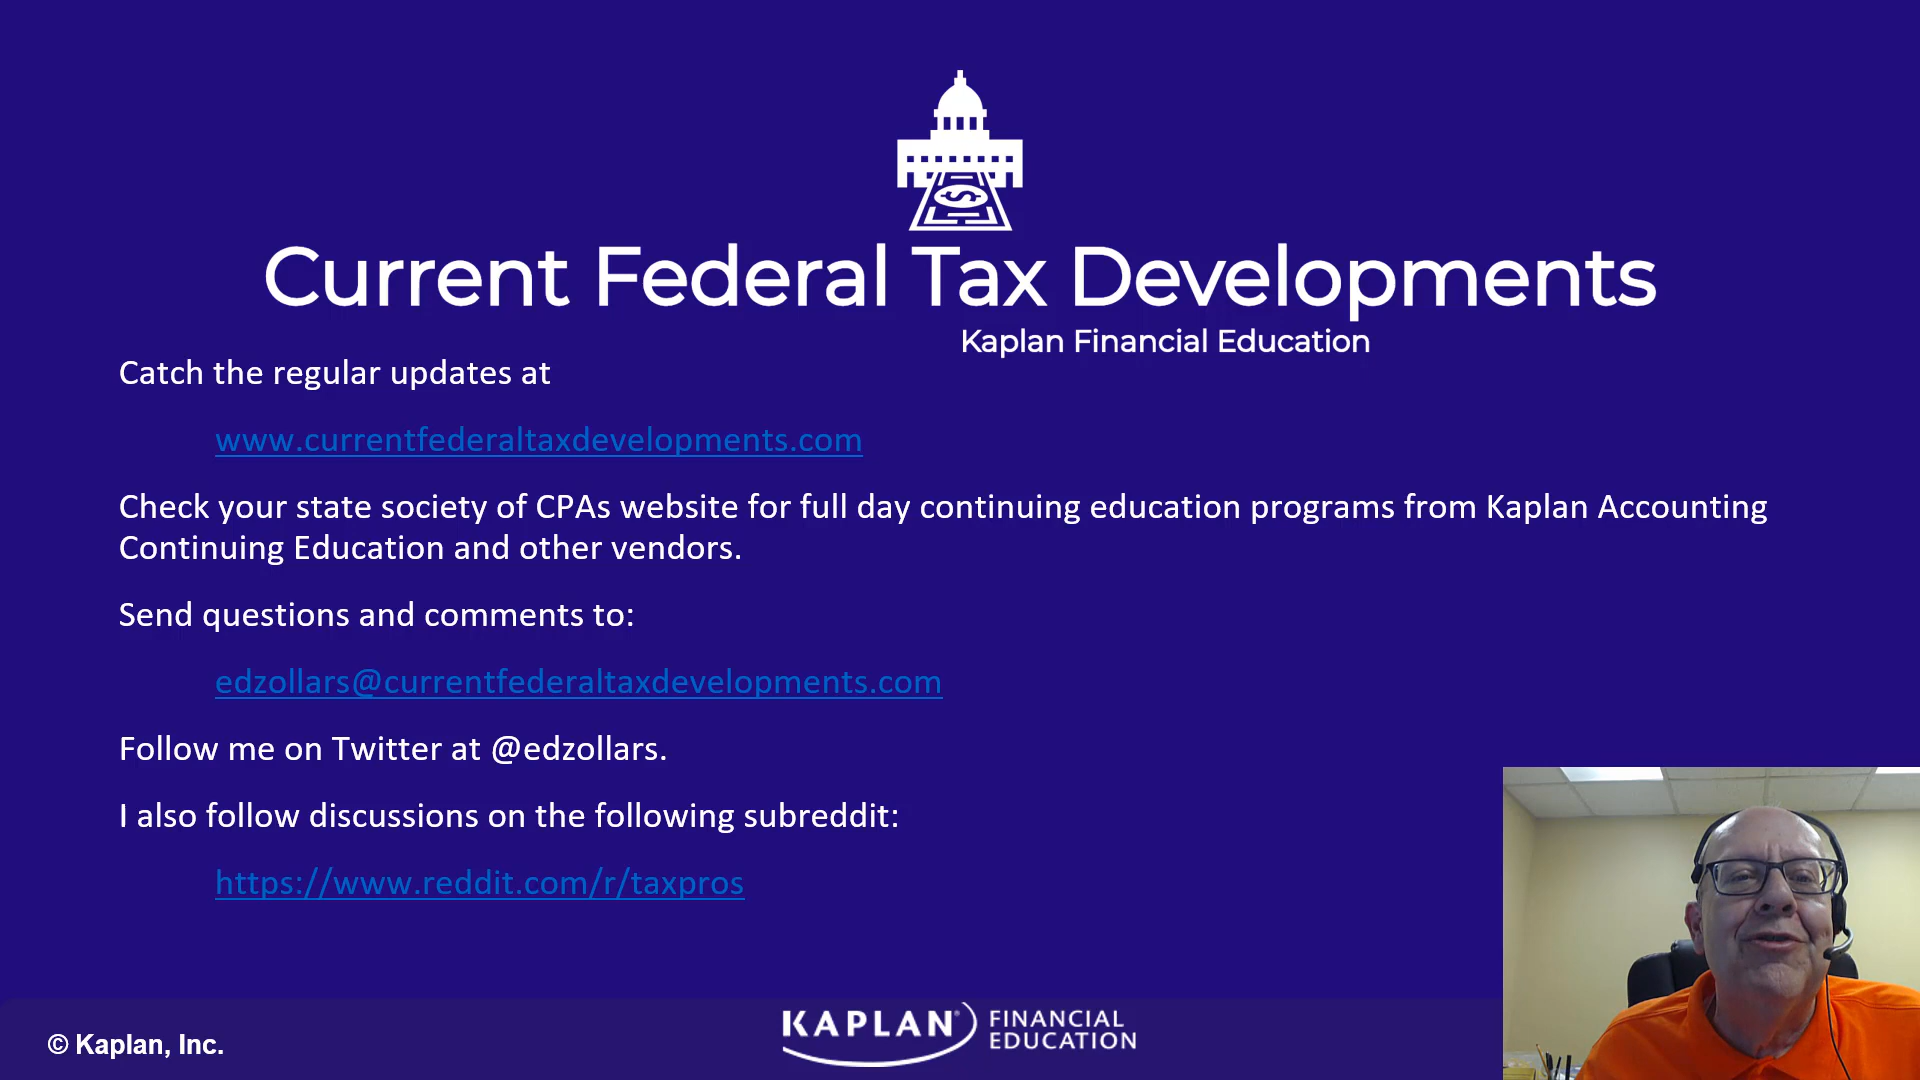 Current Federal Tax Developments
Kaplan Financial Education
Catch the regular updates at
www.currentfederaltaxdevelopments.com
Check your state society of CPAs website for full day continuing education programs from Kaplan Accounting
Continuing Education and other vendors.
Send questions and comments to:
edzollars@currentfederaltaxdevelopments.com
Follow me on Twitter at @edzollars.
I also follow discussions on the following subreddit:
https://www.reddit.com/r/taxpros
© Kaplan, Inc.
KAPLAN® FINANCIAL
EDUCATION